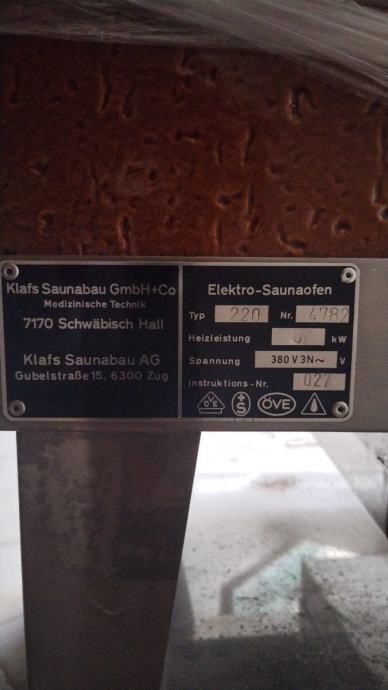 Klafs Saunabau GmbH+Co
Medizinische Technik
7170 Schwäbisch Hall
Klafs Saunabau AG
Gubelstraße 15, 6300 Zug
Elektro-Saunaofen
Typ 220 Nr. 4782
Heizleistung kW
Spannung 380 V 3N~ V
Instruktions-Nr. 027
VDE +S ÖVE